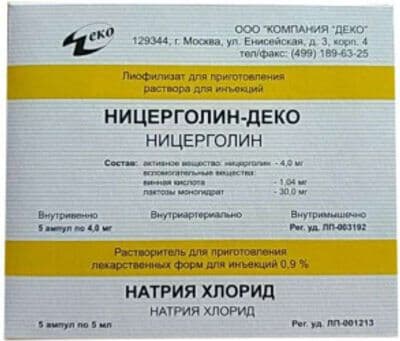 Деко
ООО "КОМПАНИЯ "ДЕКО"
129344, г. Москва, ул. Енисейская, д. 3, корп. 4
тел/факс: (499) 189-63-25
Лиофилизат для приготовления
раствора для инъекций
НИЦЕРГОЛИН-ДЕКО
НИЦЕРГОЛИН
Состав: активное вещество: ницерголин - 4,0 мг
вспомогательные вещества:
винная кислота - 1,04 мг
лактозы моногидрат - 30,0 мг
Внутривенно Внутриартериально Внутримышечно
5 ампул по 4,0 мг Рег. уд. ЛП-003192
Растворитель для приготовления
лекарственных форм для инъекций 0,9 %
НАТРИЯ ХЛОРИД
НАТРИЯ ХЛОРИД
5 ампул по 5 мл Рег. уд. ЛП-001213